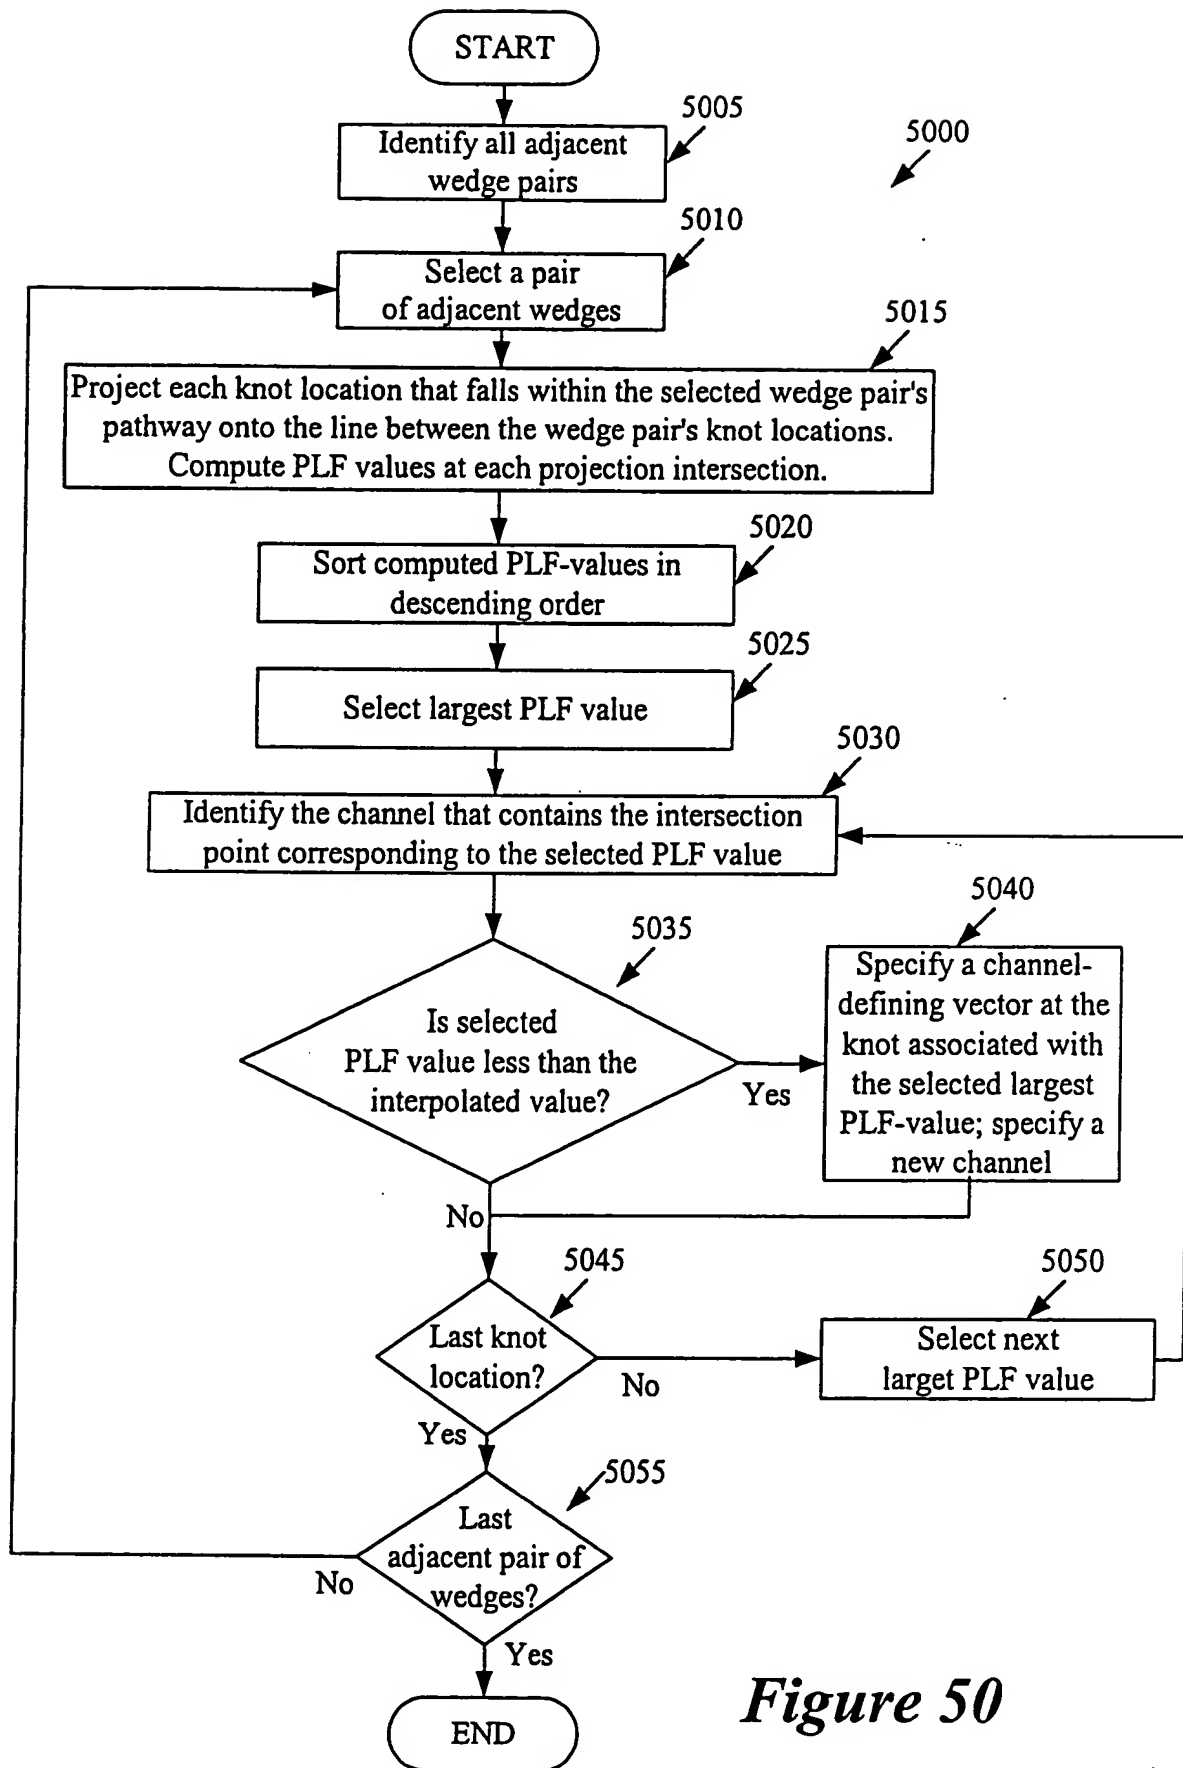 START
5005
Identify all adjacent
wedge pairs
5000
5010
Select a pair
of adjacent wedges
5015
Project each knot location that falls within the selected wedge pair's
pathway onto the line between the wedge pair's knot locations.
Compute PLF values at each projection intersection.
5020
Sort computed PLF-values in
descending order
5025
Select largest PLF value
5030
Identify the channel that contains the intersection
point corresponding to the selected PLF value
5035
Is selected
PLF value less than the
interpolated value?
Yes
5040
Specify a channel-
defining vector at the
knot associated with
the selected largest
PLF-value; specify a
new channel
No
5045
Last knot
location?
No
5050
Select next
larget PLF value
Yes
5055
Last
adjacent pair of
wedges?
No
Yes
END
Figure 50